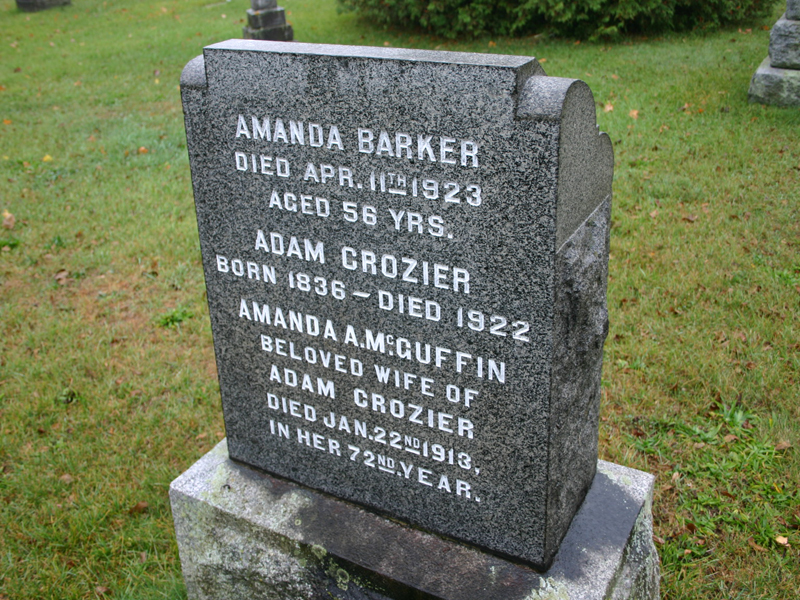 AMANDA BARKER
DIED APR. 11TH 1923
AGED 56 YRS.
ADAM CROZIER
BORN 1836 – DIED 1922
AMANDA A. McGUFFIN
BELOVED WIFE OF
ADAM CROZIER
DIED JAN. 22ND 1913,
IN HER 72ND. YEAR.